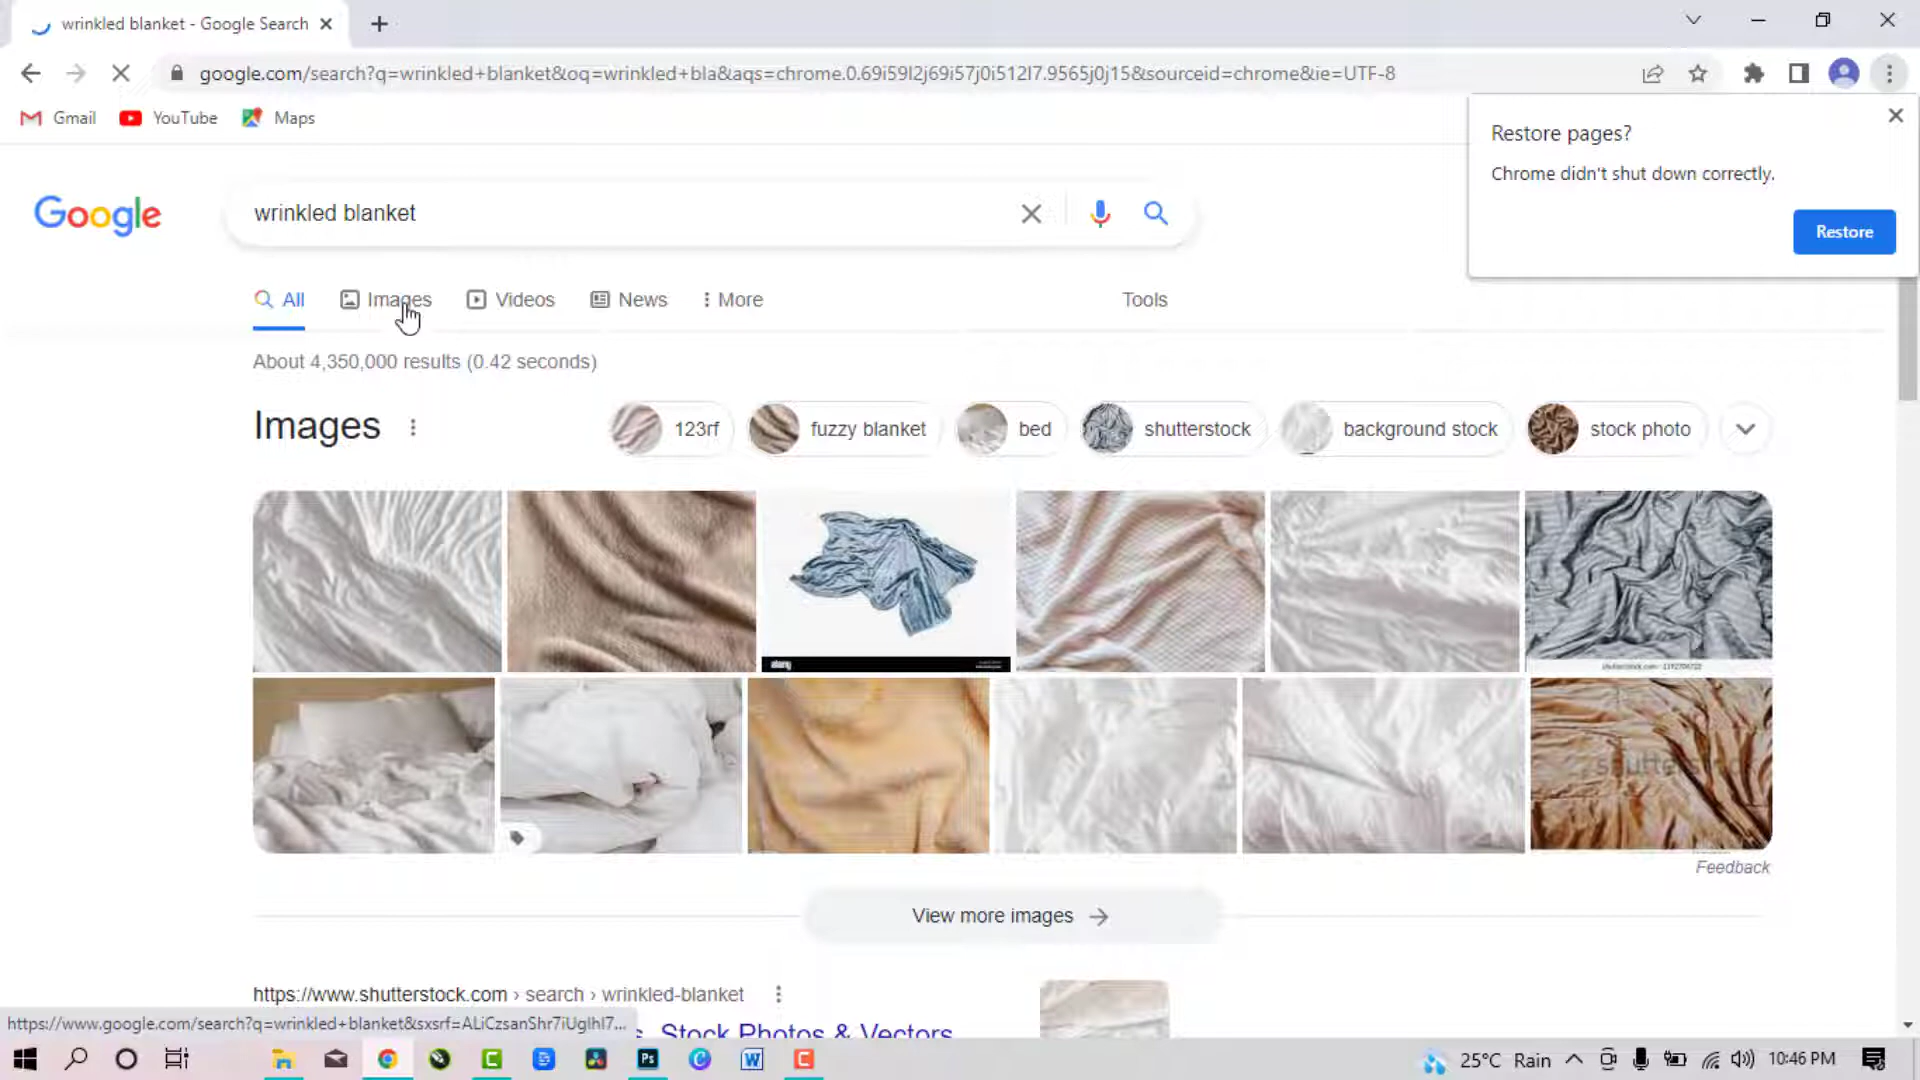 wrinkled blanket - Google Search
google.com/search?q=wrinkled+blanket&oq=wrinkled+bla&aqs=chrome.0.69i59l2j69i57j0i512l7.9565j0j15&sourceid=chrome&ie=UTF-8
Gmail YouTube Maps
Restore pages?
Chrome didn't shut down correctly.
Restore
Google wrinkled blanket
All Images Videos News More Tools
About 4,350,000 results (0.42 seconds)
Images 123rf fuzzy blanket bed shutterstock background stock stock photo
alamy
shutterstock
Feedback
View more images
https://www.shutterstock.com › search › wrinkled-blanket
Stock Photos & Vectors
https://www.google.com/search?q=wrinkled+blanket&sxsrf=ALiCzsanShr7iUglhI7...
25°C Rain 10:46 PM